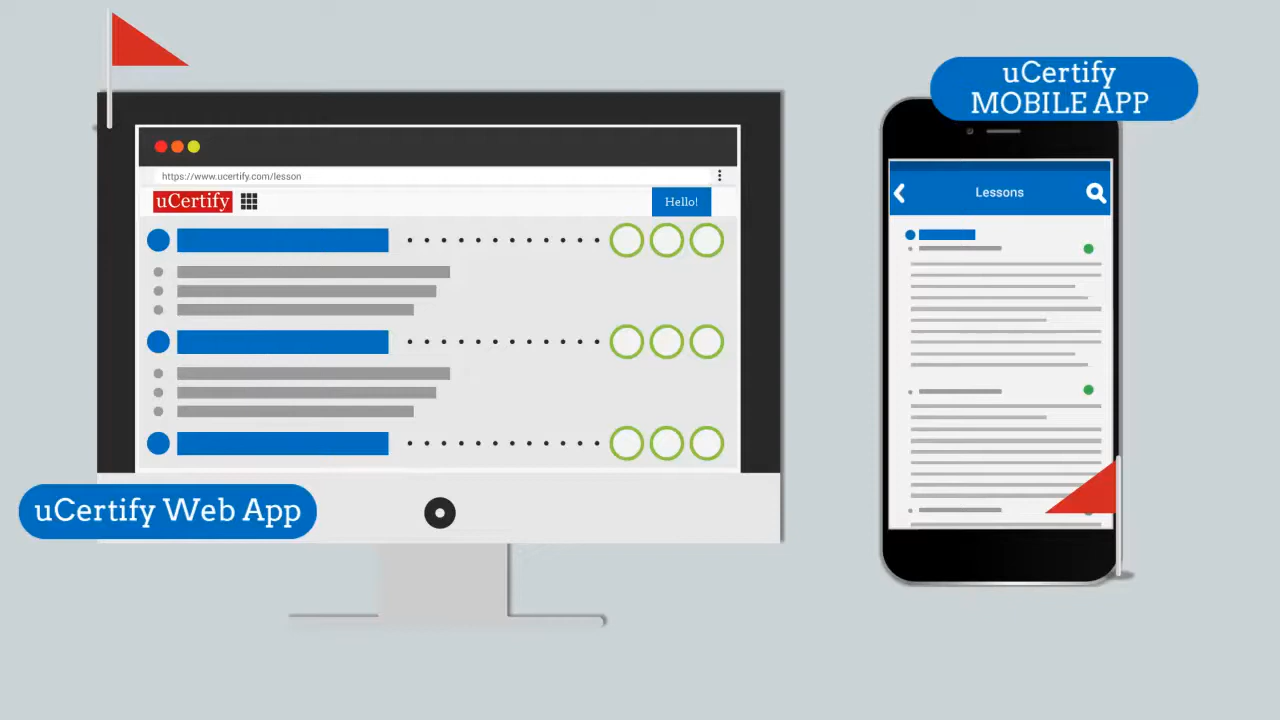 uCertify
MOBILE APP
https://www.ucertify.com/lesson
uCertify
Hello!
Lessons
uCertify Web App